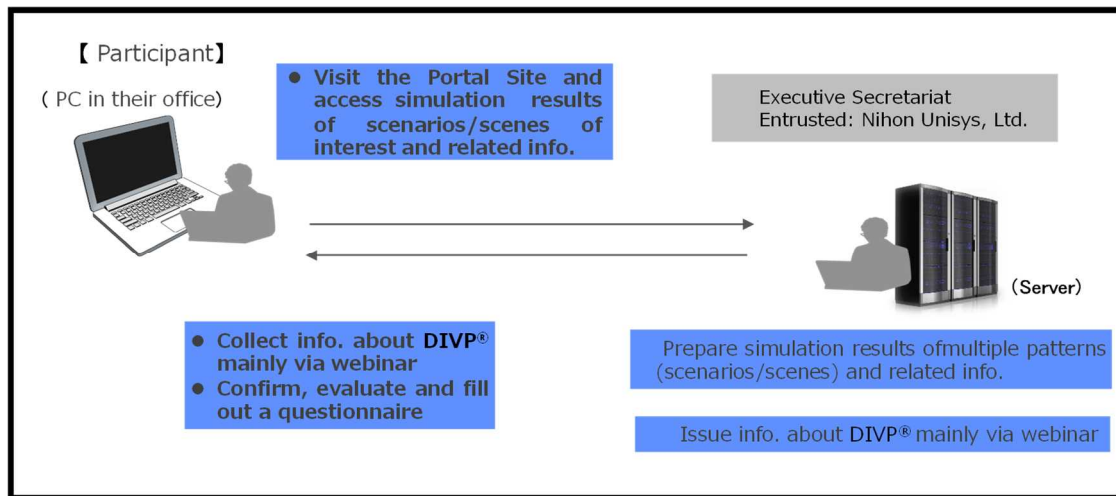 【 Participant】
( PC in their office)
● Visit the Portal Site and
access simulation results
of scenarios/scenes of
interest and related info.
Executive Secretariat
Entrusted: Nihon Unisys, Ltd.
(Server)
● Collect info. about DIVP®
mainly via webinar
● Confirm, evaluate and fill
out a questionnaire
Prepare simulation results ofmultiple patterns
(scenarios/scenes) and related info.
Issue info. about DIVP® mainly via webinar